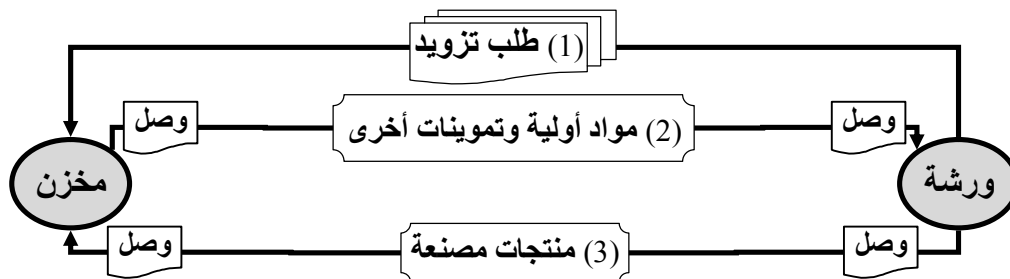 (1) طلب تزويد
وصل
(2) مواد أولية وتموينات أخرى
وصل
ورشة
مخزن
وصل
(3) منتجات مصنعة
وصل